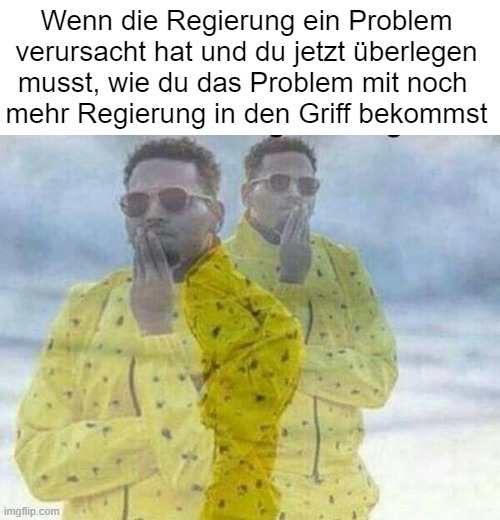 Wenn die Regierung ein Problem
verursacht hat und du jetzt überlegen
musst, wie du das Problem mit noch
mehr Regierung in den Griff bekommst
imgflip.com